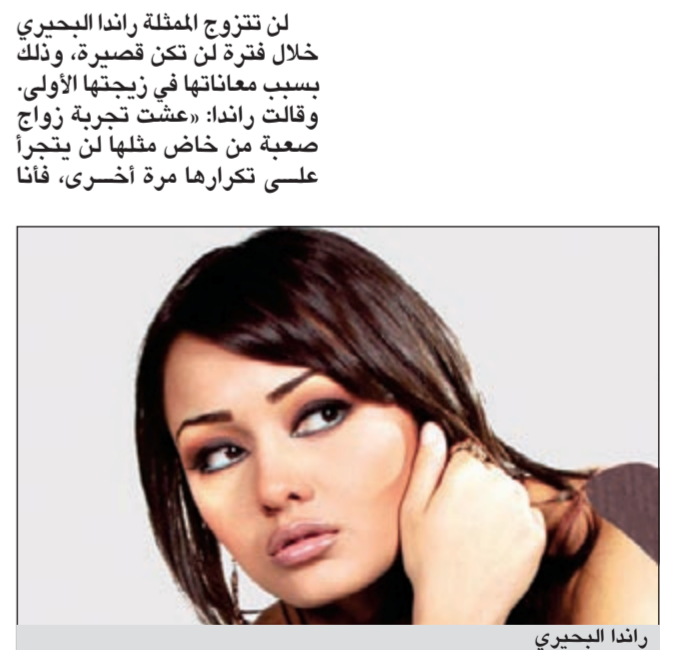 لن تتزوج الممثلة راندا البحيري
خلال فترة لن تكن قصيرة، وذلك
بسبب معاناتها في زيجتها الأولى.
وقالت راندا: «عشت تجربة زواج
صعبة من خاض مثلها لن يتجرأ
علـــى تكرارها مرة أخـــرى، فأنا
راندا البحيري